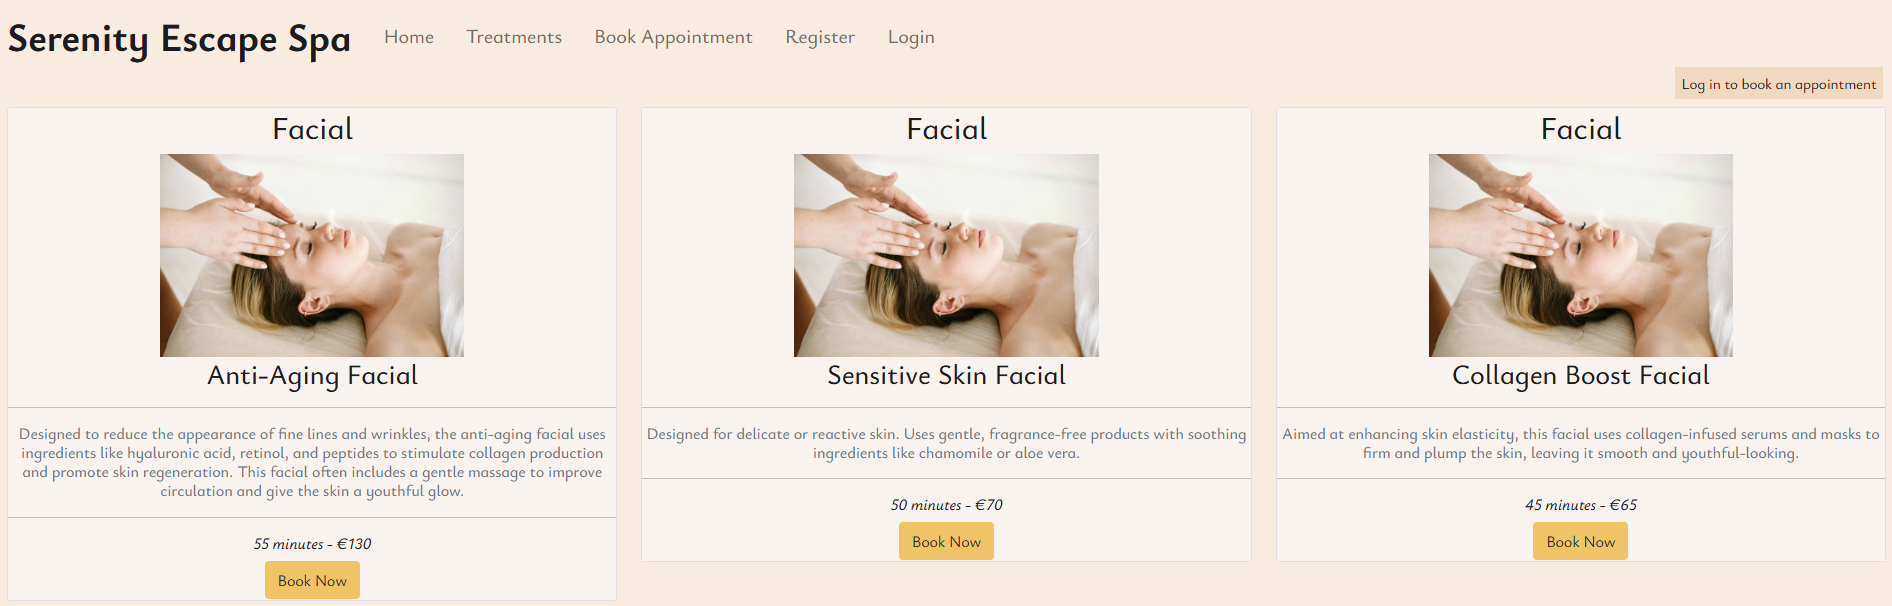 Serenity Escape Spa
Home
Treatments
Book Appointment
Register
Login
Log in to book an appointment
Facial
Anti-Aging Facial
Designed to reduce the appearance of fine lines and wrinkles, the anti-aging facial uses
ingredients like hyaluronic acid, retinol, and peptides to stimulate collagen production
and promote skin regeneration. This facial often includes a gentle massage to improve
circulation and give the skin a youthful glow.
55 minutes - €130
Book Now
Facial
Sensitive Skin Facial
Designed for delicate or reactive skin. Uses gentle, fragrance-free products with soothing
ingredients like chamomile or aloe vera.
50 minutes - €70
Book Now
Facial
Collagen Boost Facial
Aimed at enhancing skin elasticity, this facial uses collagen-infused serums and masks to
firm and plump the skin, leaving it smooth and youthful-looking.
45 minutes - €65
Book Now